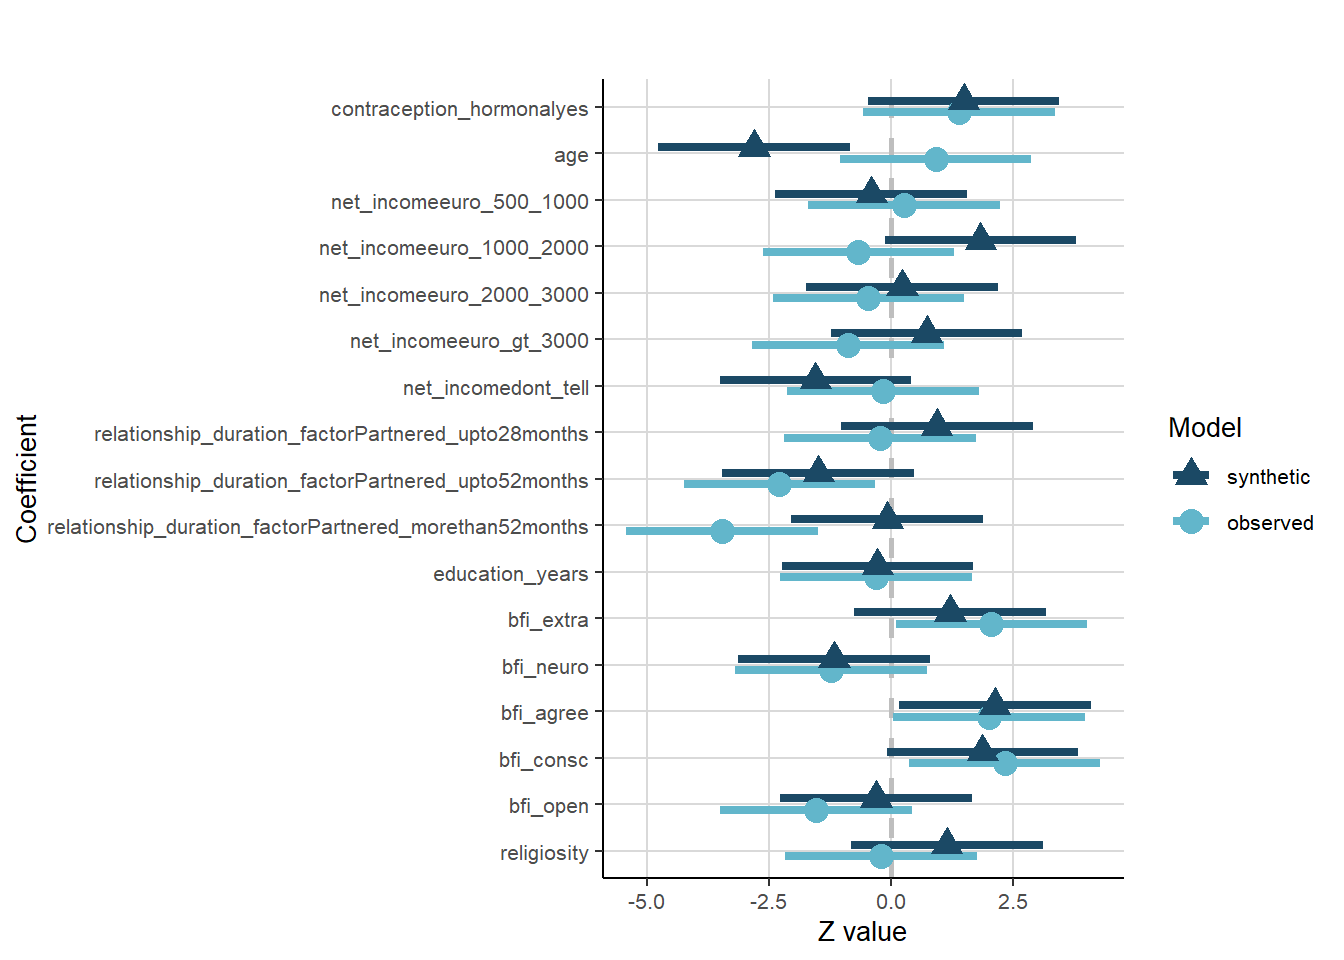 contraception_hormonalyes
age
net_incomeeuro_500_1000
net_incomeeuro_1000_2000
net_incomeeuro_2000_3000
net_incomeeuro_gt_3000
net_incomedont_tell
relationship_duration_factorPartnered_upto28months
relationship_duration_factorPartnered_upto52months
relationship_duration_factorPartnered_morethan52months
education_years
bfi_extra
bfi_neuro
bfi_agree
bfi_consc
bfi_open
religiosity
Coefficient
-5.0 -2.5 0.0 2.5
Z value
Model
synthetic
observed